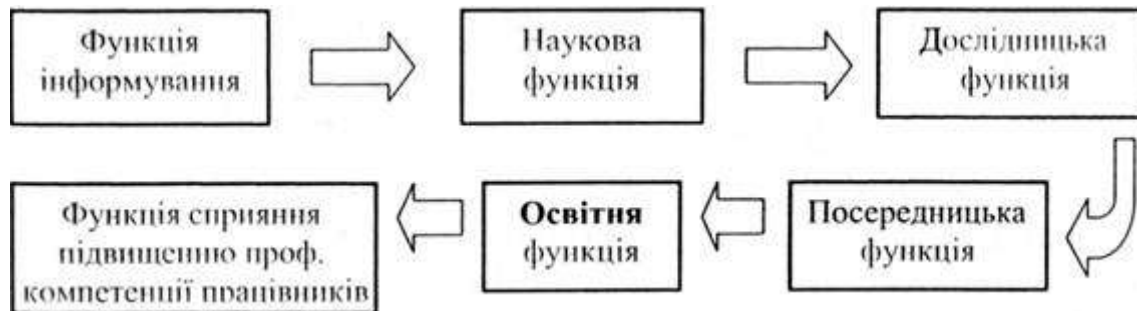 Функція
інформування
Наукова
функція
Дослідницька
функція
Посередницька
функція
Освітня
функція
Функція сприяння
підвищенню проф.
компетенції працівників